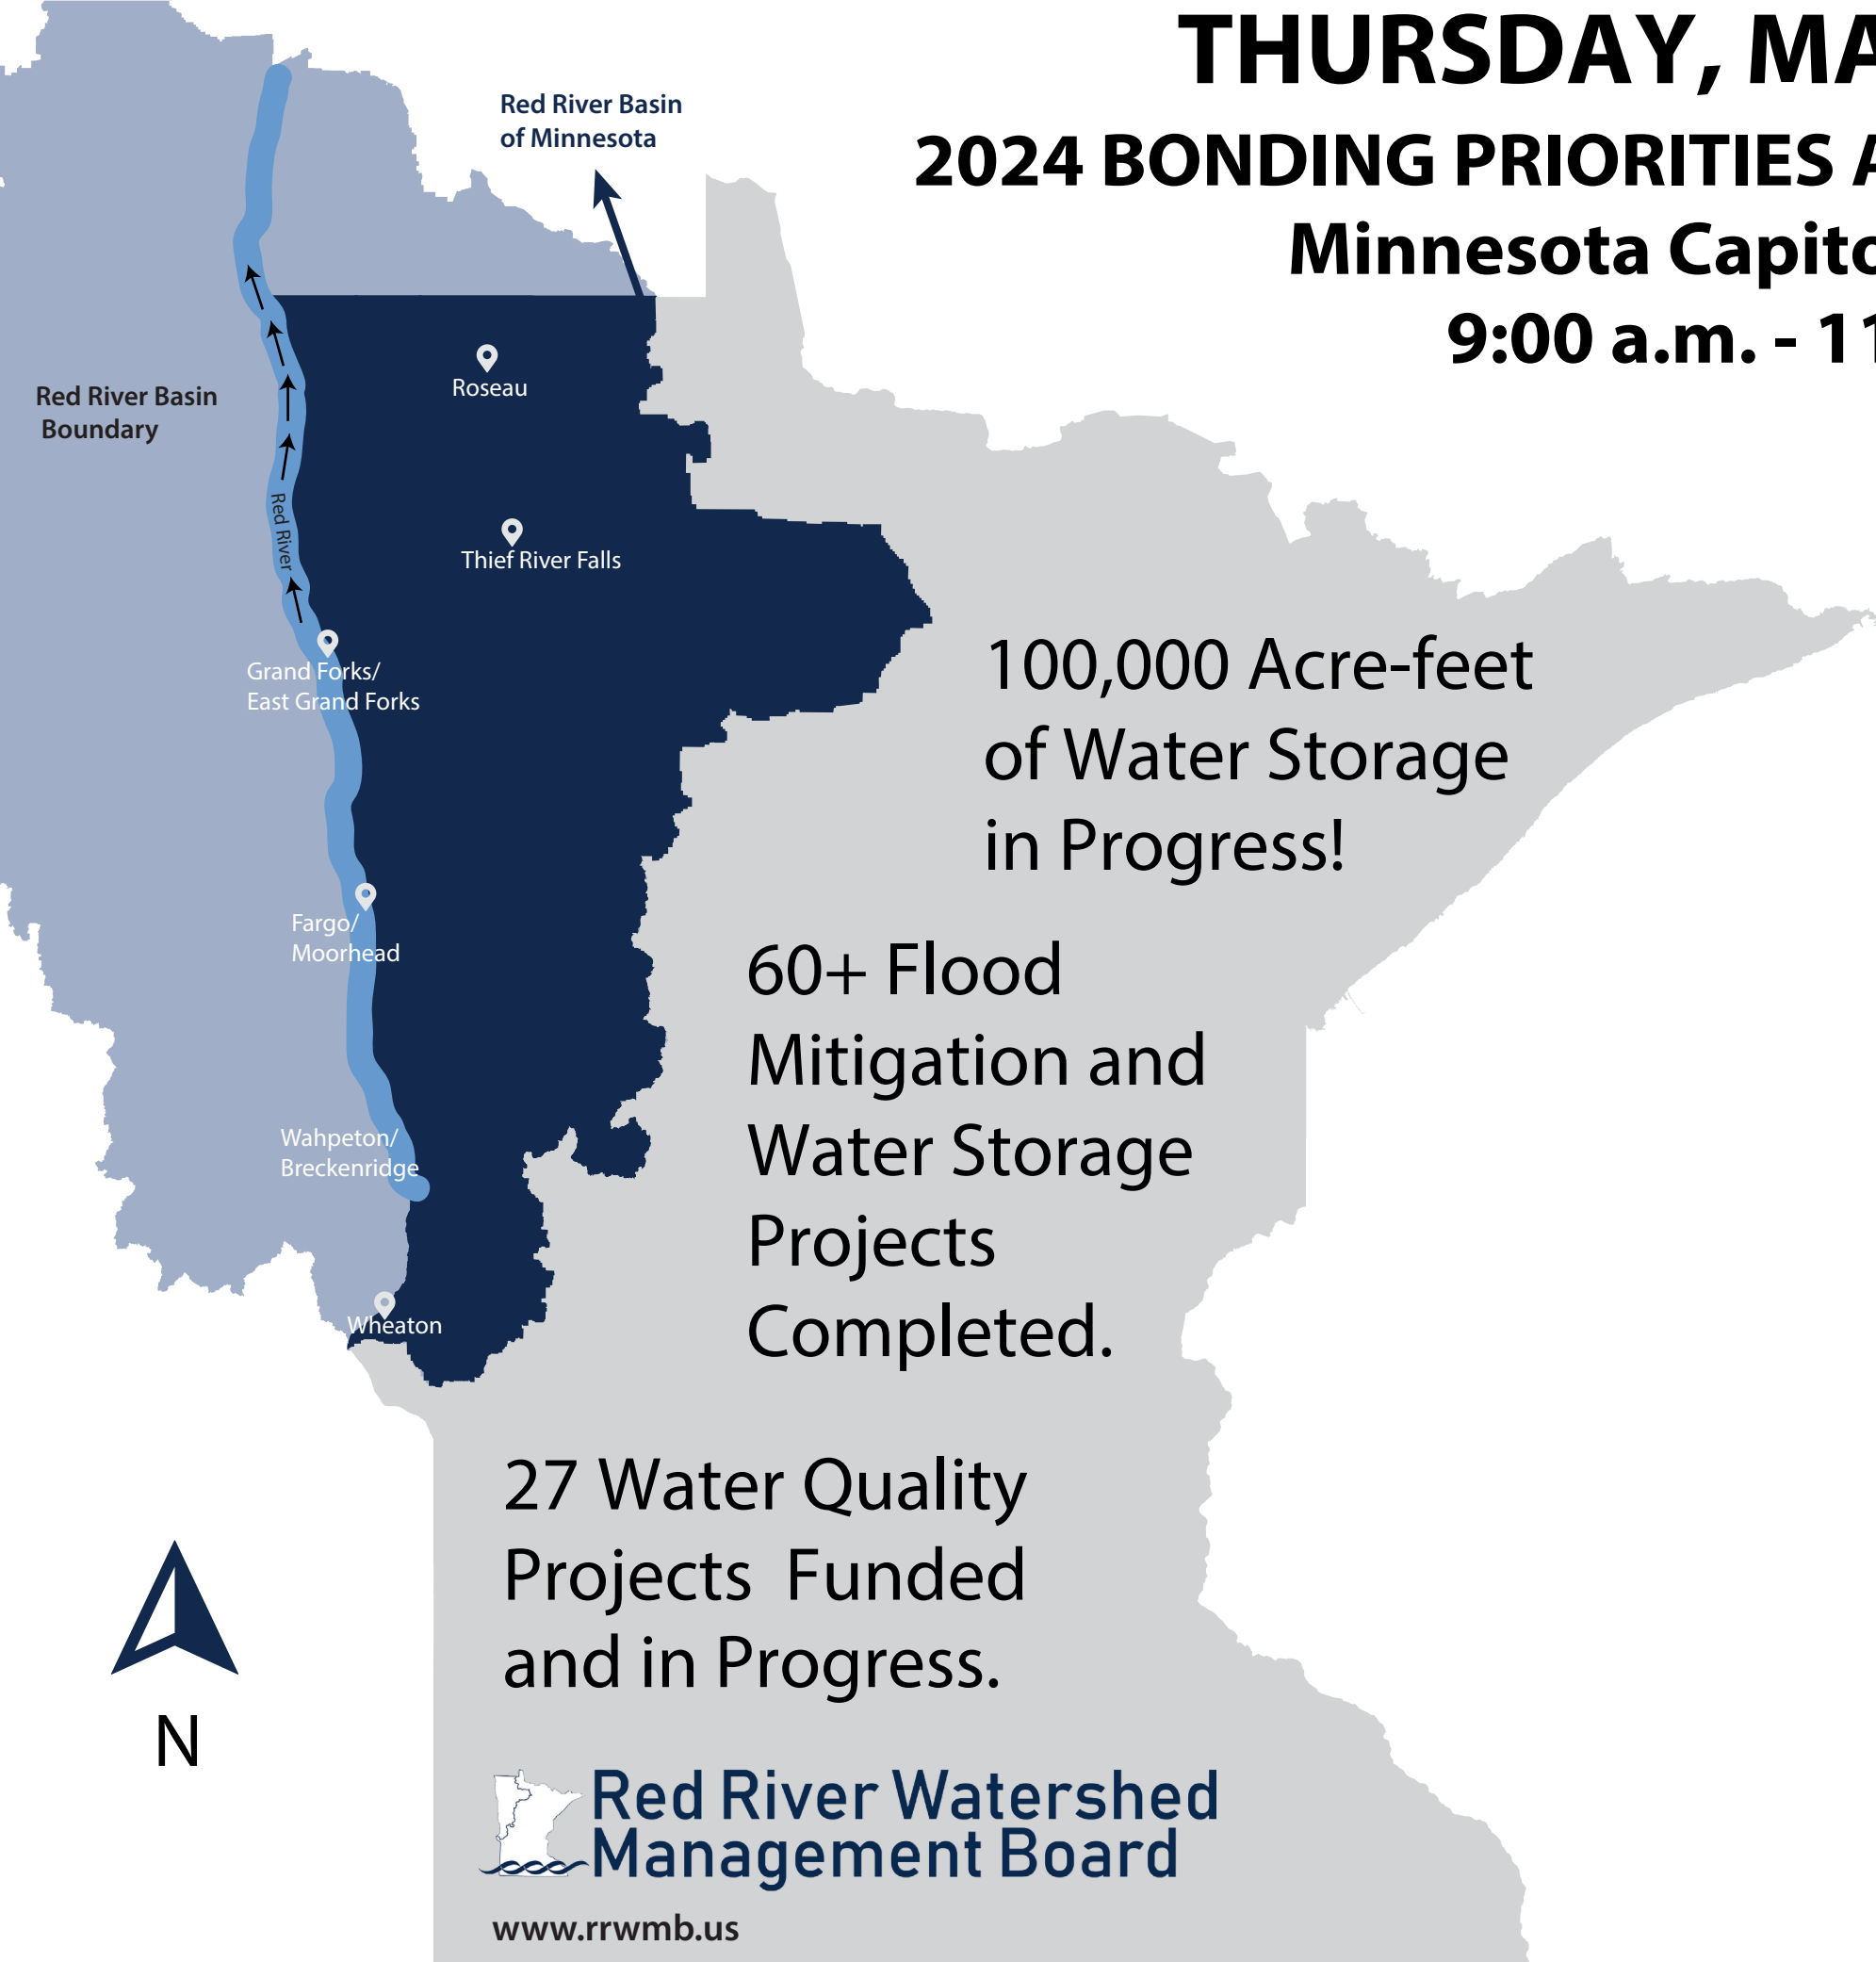 THURSDAY, MA
2024 BONDING PRIORITIES A
Minnesota Capito
9:00 a.m. - 11
Red River Basin
of Minnesota
Red River Basin
Boundary
Roseau
Red River
Thief River Falls
Grand Forks/
East Grand Forks
Fargo/
Moorhead
Wahpeton/
Breckenridge
Wheaton
100,000 Acre-feet
of Water Storage
in Progress!
60+ Flood
Mitigation and
Water Storage
Projects
Completed.
27 Water Quality
Projects Funded
and in Progress.
N
Red River Watershed
Management Board
www.rrwmb.us